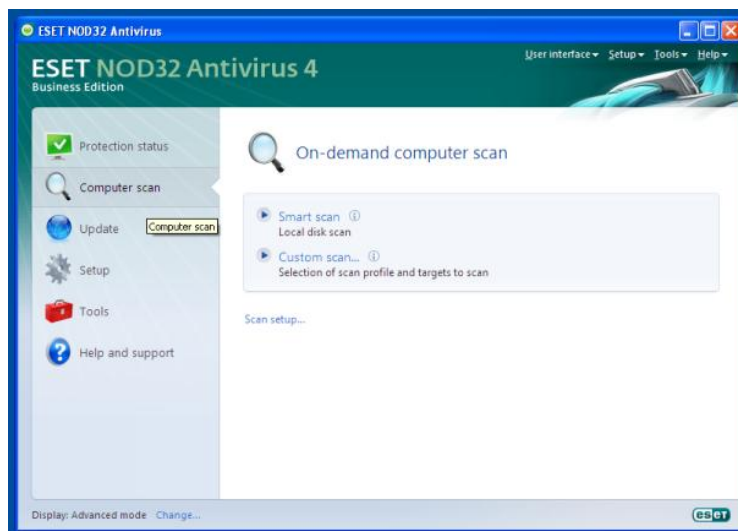 ESET NOD32 Antivirus
ESET NOD32 Antivirus 4
Business Edition
User interface Setup Tools Help
Protection status
Computer scan
Update
Computer scan
Setup
Tools
Help and support
On-demand computer scan
Smart scan
Local disk scan
Custom scan...
Selection of scan profile and targets to scan
Scan setup...
Display: Advanced mode Change...
eset